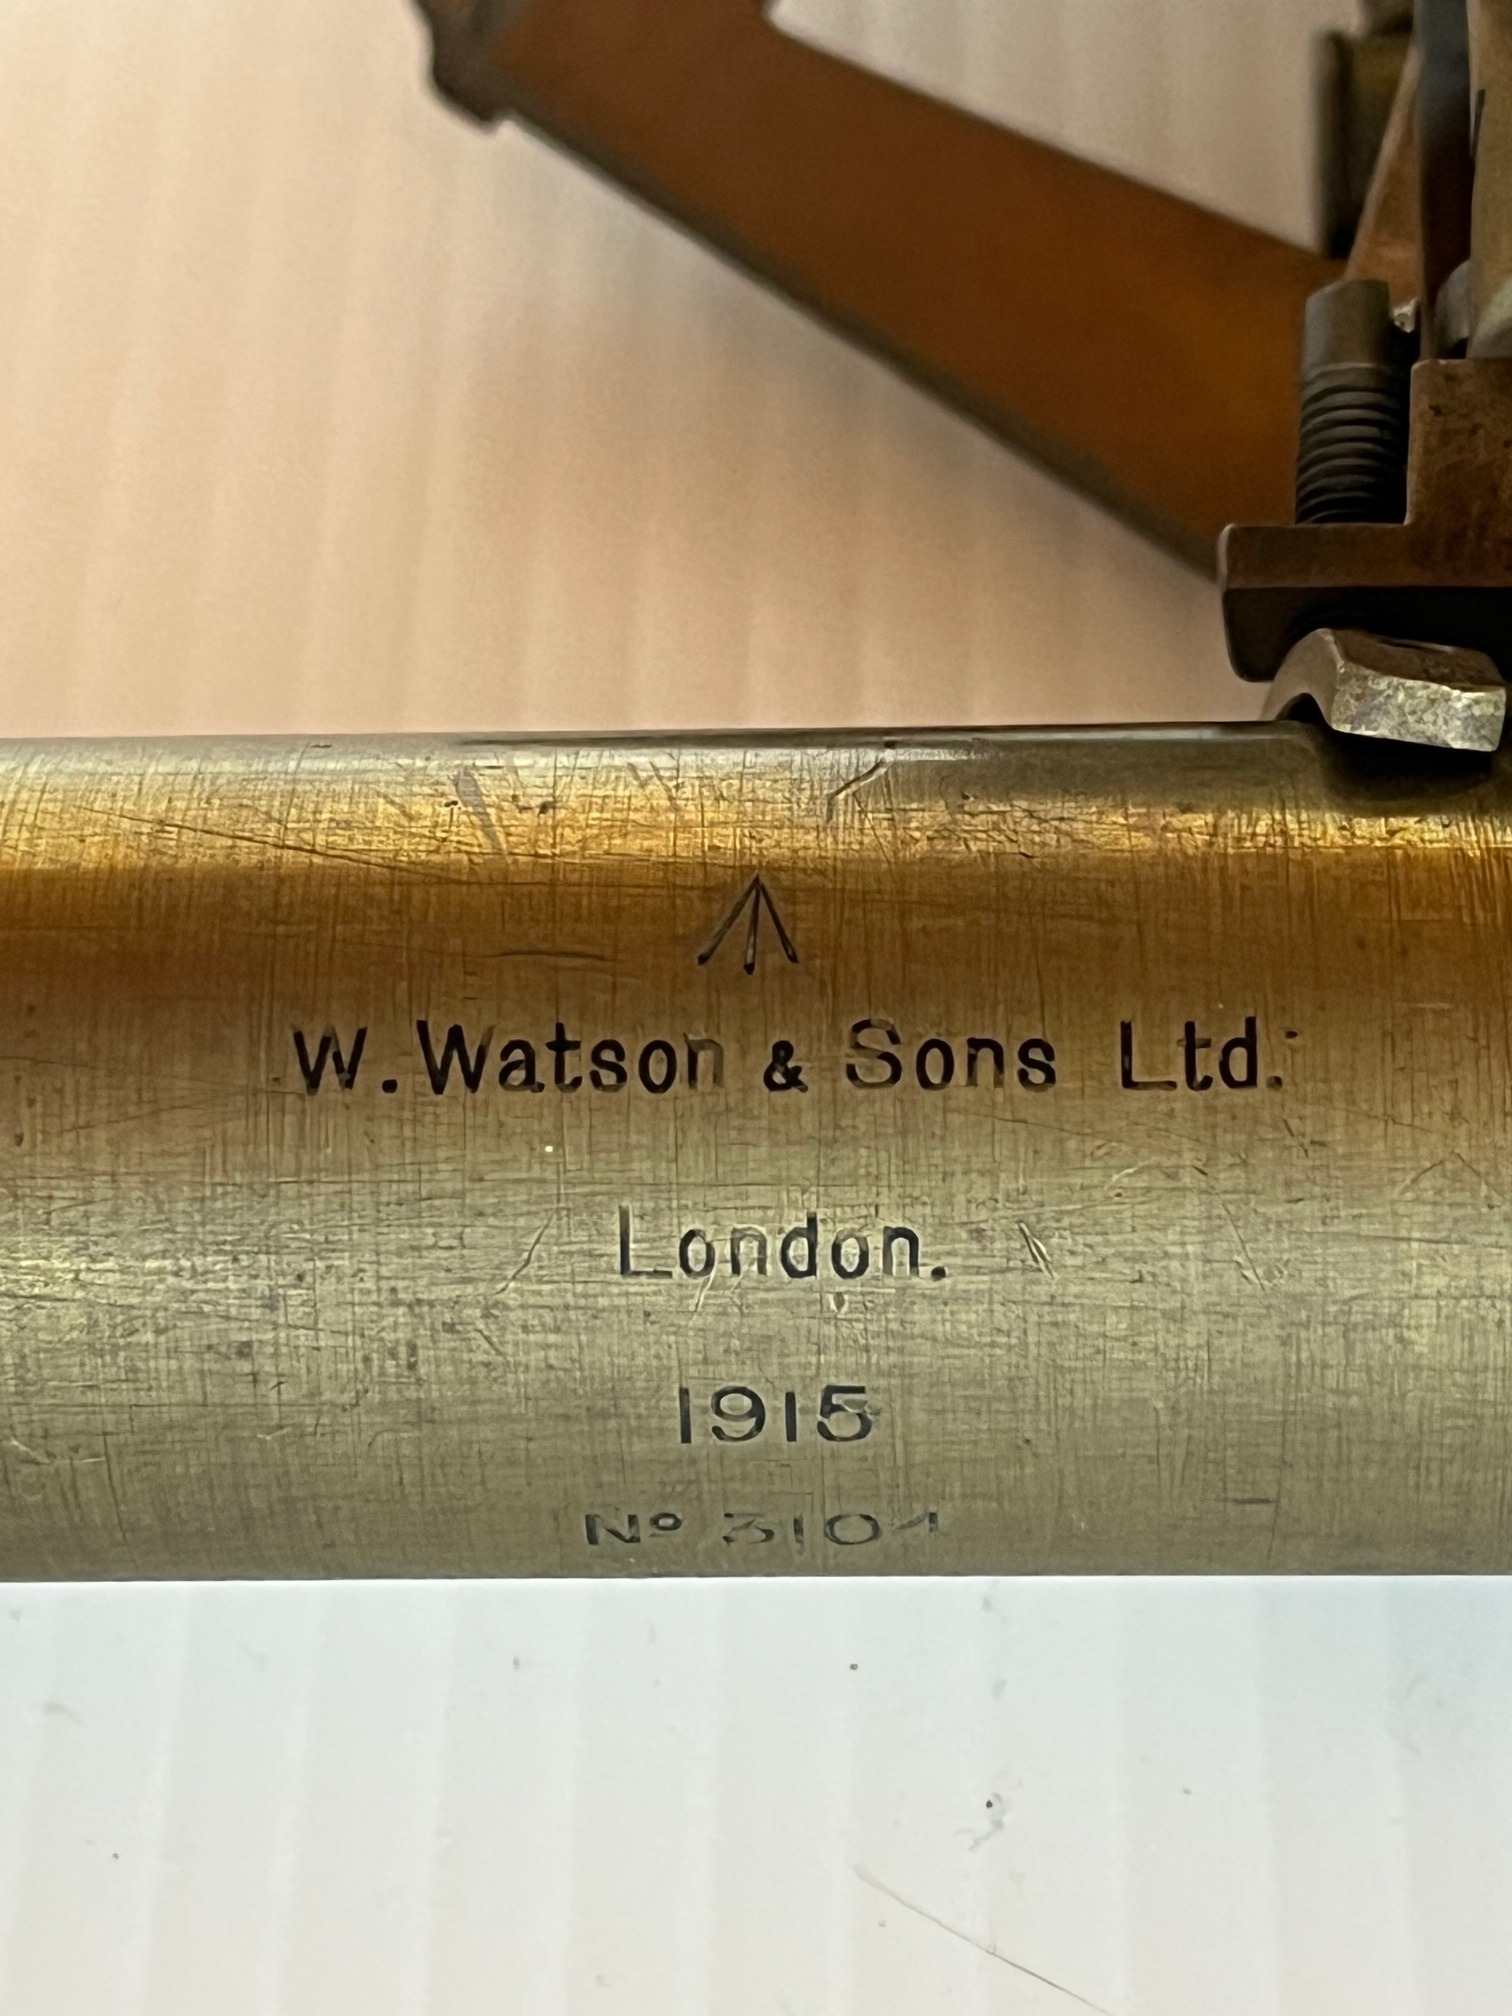 W. Watson & Sons Ltd.
London.
1915
Nº 3104